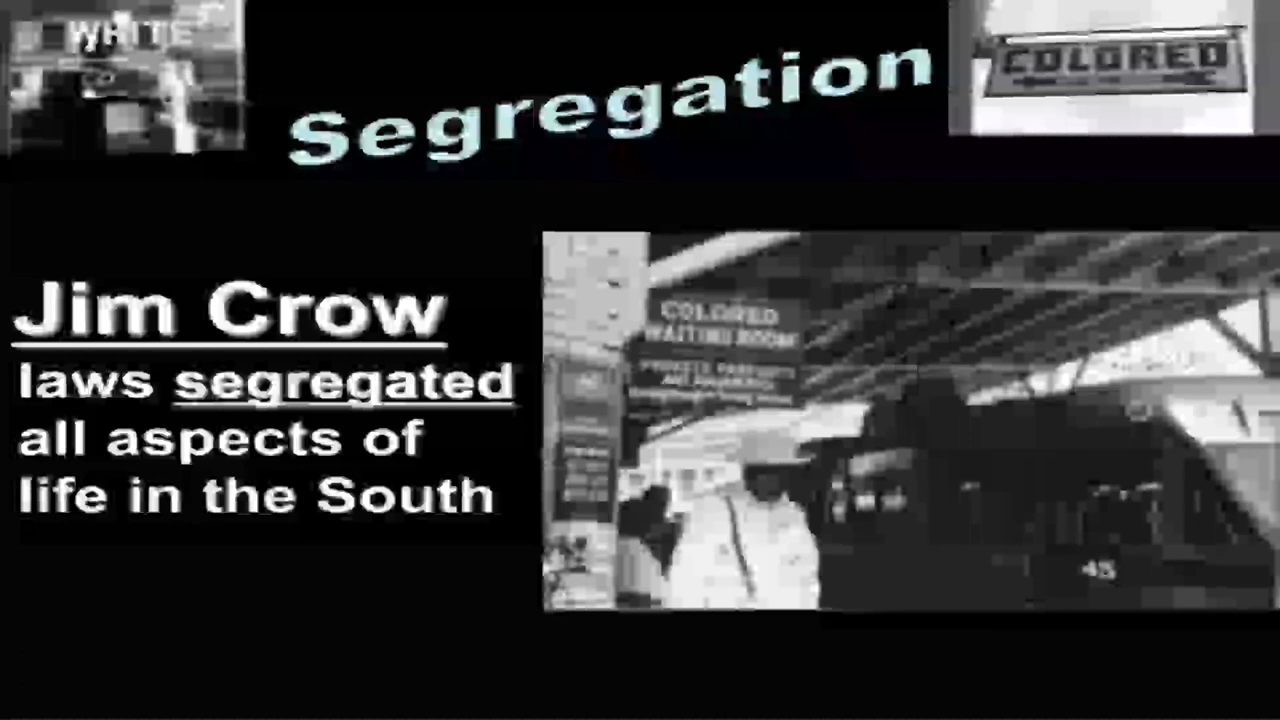 WHITE
Segregation
COLORED
Jim Crow
laws segregated
all aspects of
life in the South
COLORED
WAITING ROOM
45